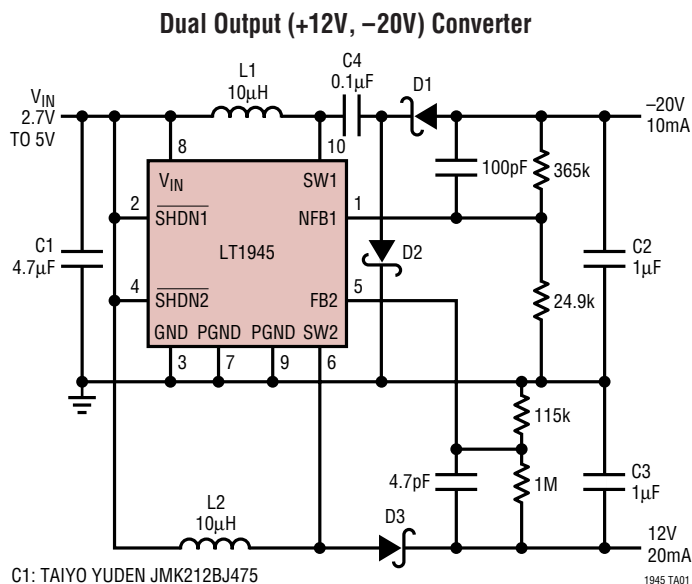 Dual Output (+12V, –20V) Converter
VIN
2.7V
TO 5V
L1
10µH
C4
0.1µF
D1
–20V
10mA
8
10
VIN
SW1
100pF
365k
2
SHDN1
NFB1
1
C1
4.7µF
LT1945
D2
C2
1µF
4
SHDN2
FB2
5
24.9k
GND
PGND
PGND
SW2
3
7
9
6
115k
4.7pF
1M
C3
1µF
L2
10µH
D3
12V
20mA
C1: TAIYO YUDEN JMK212BJ475
1945 TA01